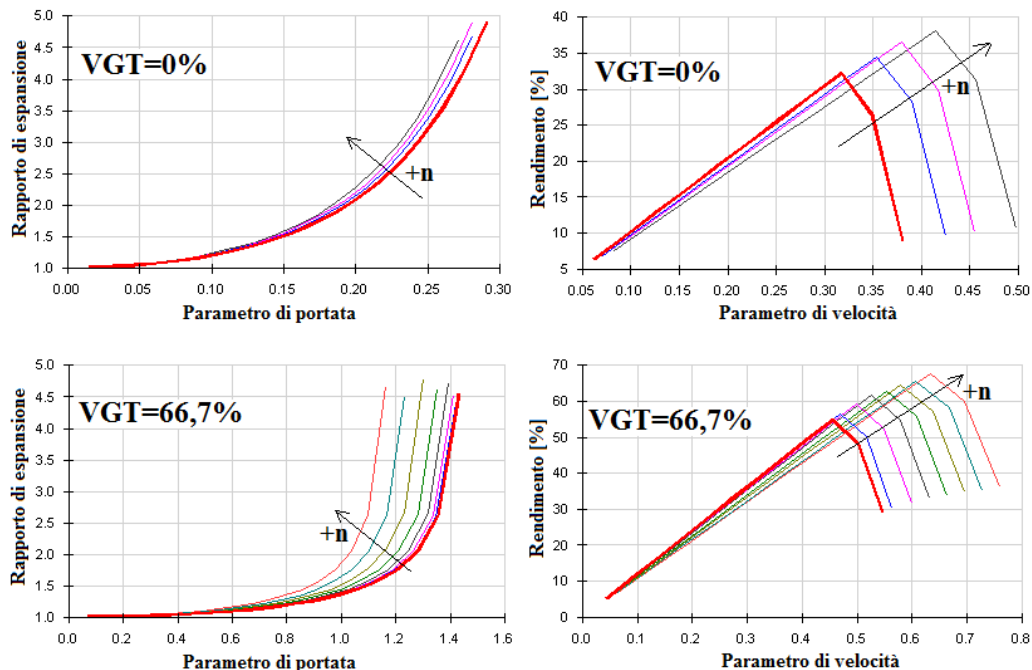 Rapporto di espansione
5.0
4.5
4.0
3.5
3.0
2.5
2.0
1.5
1.0
VGT=0%
+n
0.00 0.05 0.10 0.15 0.20 0.25 0.30
Parametro di portata
Rendimento [%]
40
35
30
25
20
15
10
5
VGT=0%
+n
0.05 0.10 0.15 0.20 0.25 0.30 0.35 0.40 0.45 0.50
Parametro di velocità
Rapporto di espansione
5.0
4.5
4.0
3.5
3.0
2.5
2.0
1.5
1.0
VGT=66,7%
+n
0.0 0.2 0.4 0.6 0.8 1.0 1.2 1.4 1.6
Parametro di portata
Rendimento [%]
70
60
50
40
30
20
10
0
VGT=66,7%
+n
0.0 0.1 0.2 0.3 0.4 0.5 0.6 0.7 0.8
Parametro di velocità